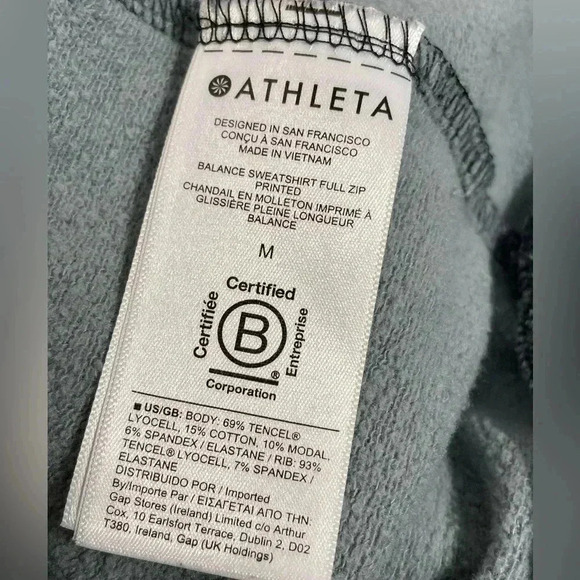 ATHLETA
DESIGNED IN SAN FRANCISCO
CONÇU À SAN FRANCISCO
MADE IN VIETNAM
BALANCE SWEATSHIRT FULL ZIP
PRINTED
CHANDAIL EN MOLLETON IMPRIMÉ À
GLISSIÈRE PLEINE LONGUEUR
BALANCE
M
Certified
Certifiée
B
Entreprise
®
Corporation
■ US/GB: BODY: 69% TENCEL®
LYOCELL, 15% COTTON, 10% MODAL,
6% SPANDEX / ELASTANE / RIB: 93%
TENCEL® LYOCELL, 7% SPANDEX /
ELASTANE
DISTRIBUIDO POR / Imported
By/Importe Par / ΕΙΣΑΓΕΤΑΙ ΑΠΟ ΤΗΝ:
Gap Stores (Ireland) Limited c/o Arthur
Cox, 10 Earlsfort Terrace, Dublin 2, D02
T380, Ireland, Gap (UK Holdings)